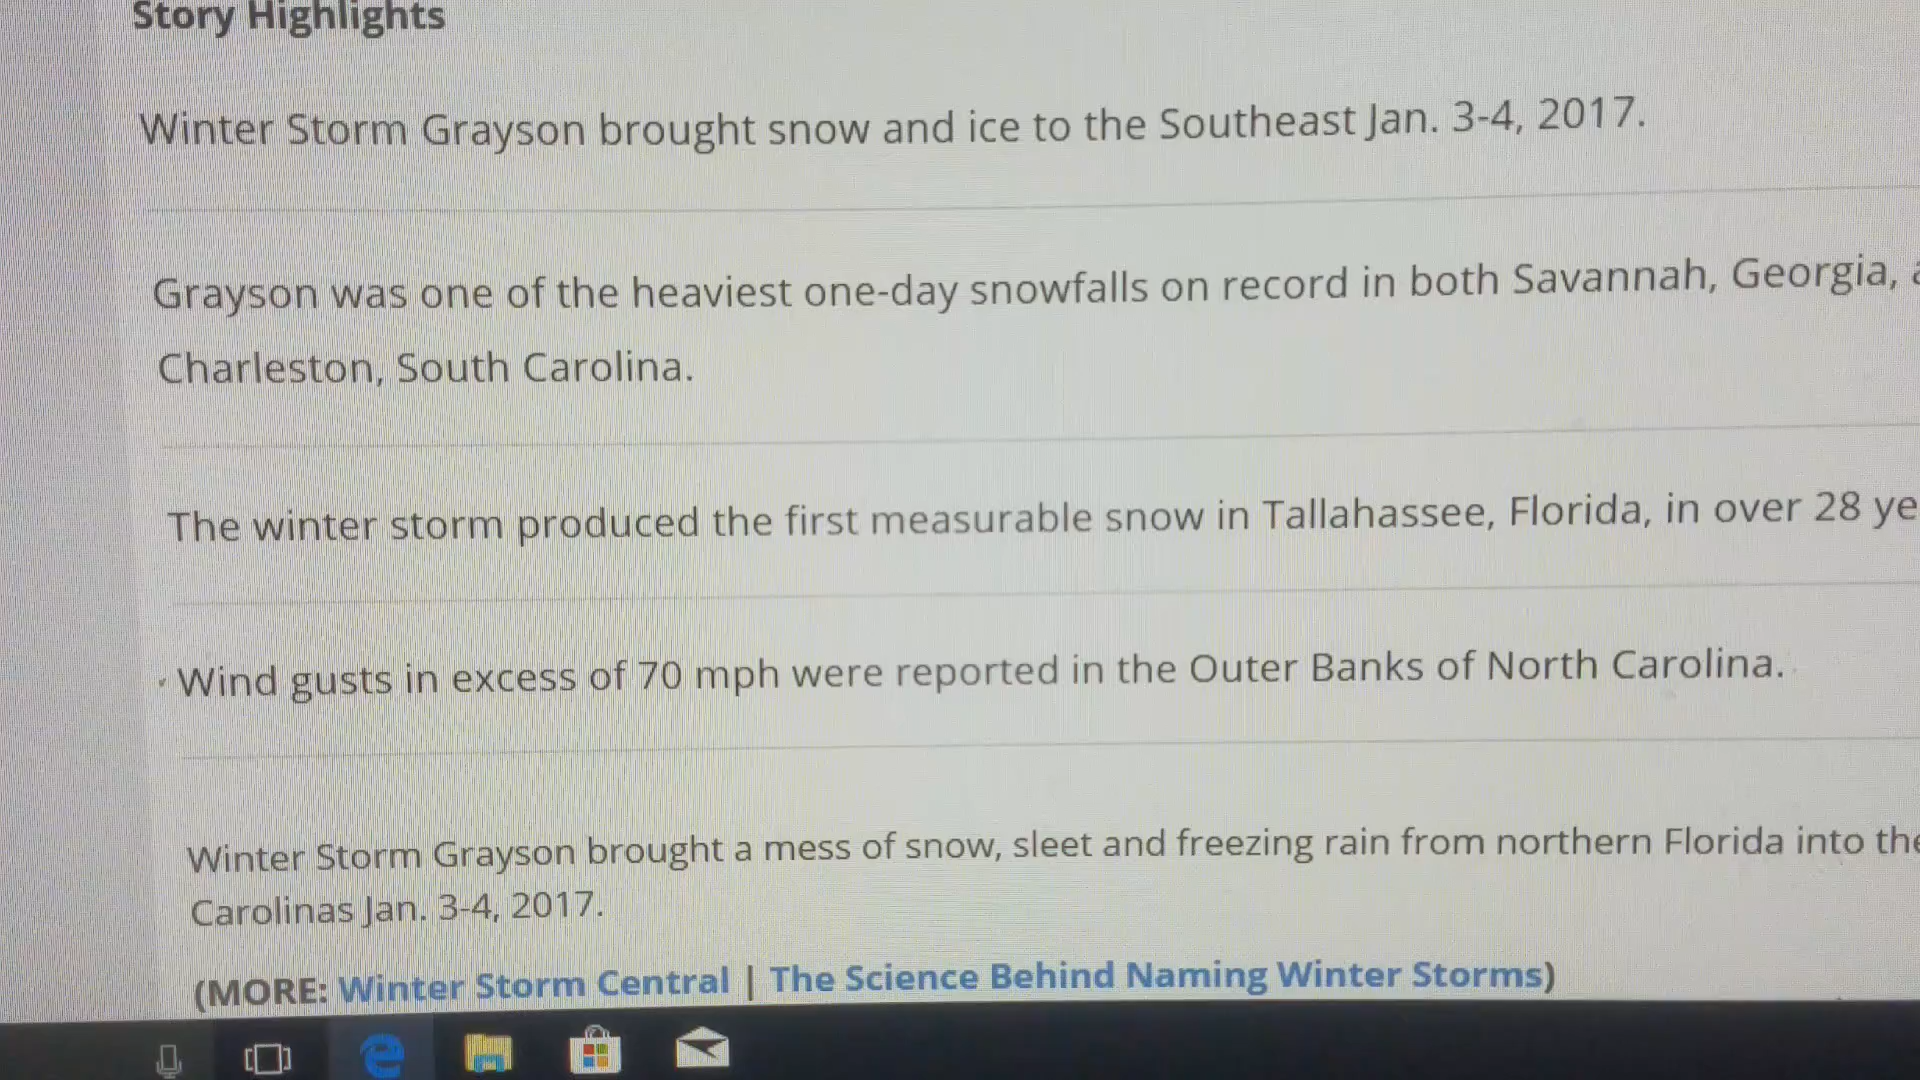 Story Highlights
Winter Storm Grayson brought snow and ice to the Southeast Jan. 3-4, 2017.
Grayson was one of the heaviest one-day snowfalls on record in both Savannah, Georgia, a
Charleston, South Carolina.
The winter storm produced the first measurable snow in Tallahassee, Florida, in over 28 ye
Wind gusts in excess of 70 mph were reported in the Outer Banks of North Carolina.
Winter Storm Grayson brought a mess of snow, sleet and freezing rain from northern Florida into the
Carolinas Jan. 3-4, 2017.
(MORE: Winter Storm Central | The Science Behind Naming Winter Storms)